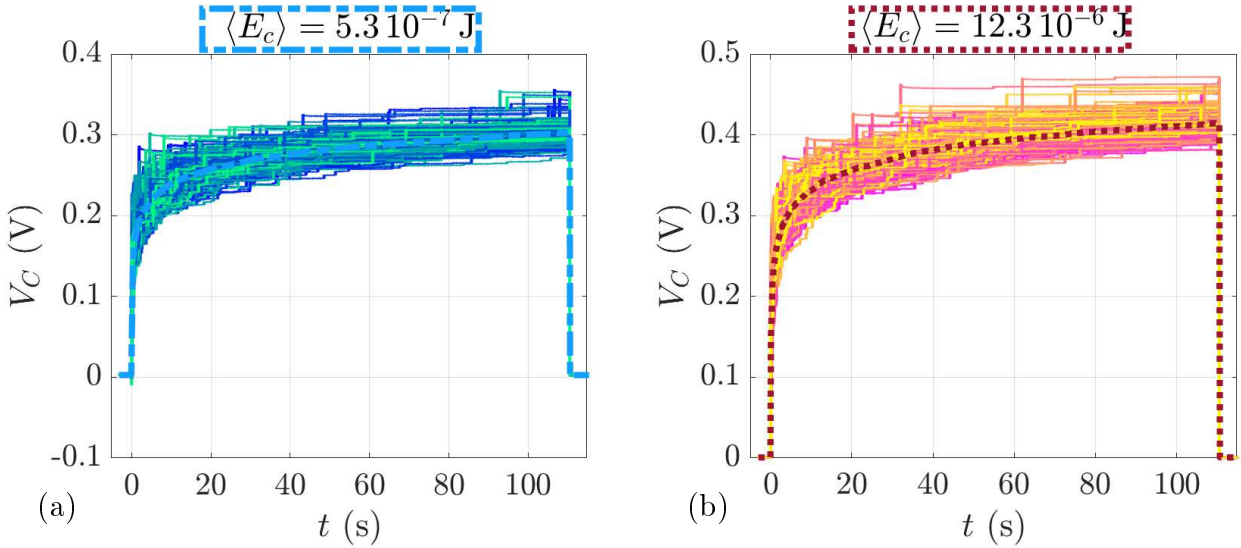 ⟨E_c⟩ = 5.3 10^{-7} J
0.4
0.3
0.2
0.1
0
-0.1
V_C (V)
0 20 40 60 80 100
t (s)
(a)
⟨E_c⟩ = 12.3 10^{-6} J
0.5
0.4
0.3
0.2
0.1
0
V_C (V)
0 20 40 60 80 100
t (s)
(b)